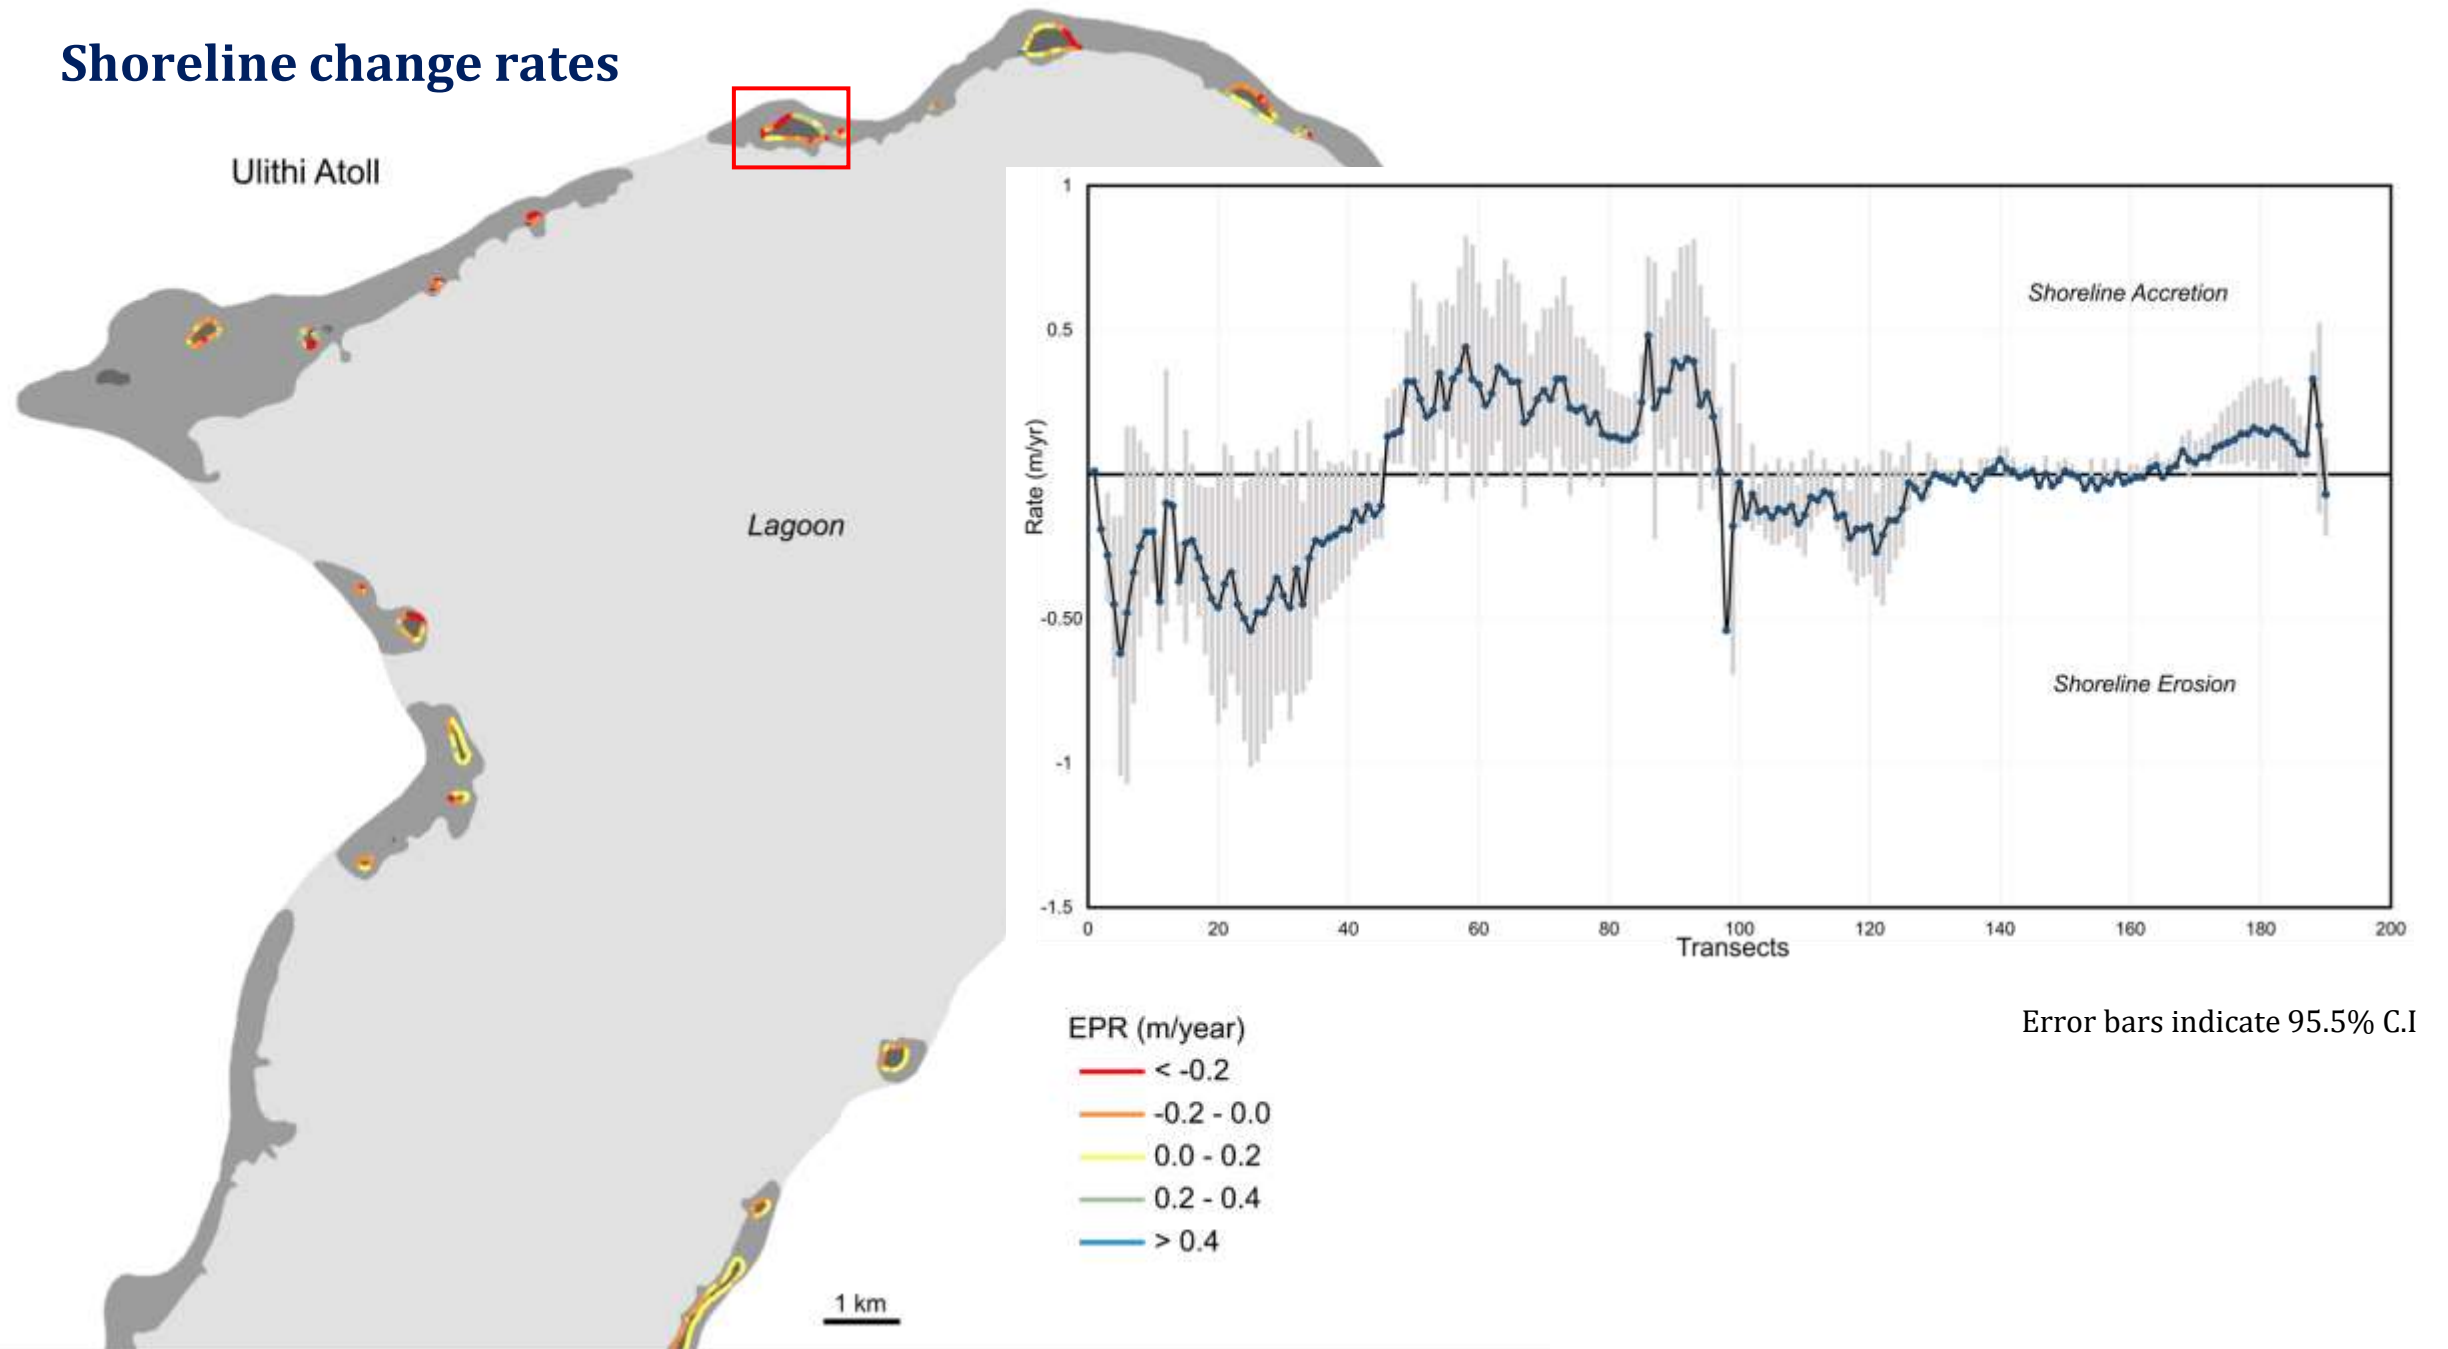 Shoreline change rates
Ulithi Atoll
Lagoon
1
0.5
-0.50
-1
-1.5
Rate (m/yr)
Shoreline Accretion
Shoreline Erosion
0 20 40 60 80 100 120 140 160 180 200
Transects
Error bars indicate 95.5% C.I
EPR (m/year)
< -0.2
-0.2 - 0.0
0.0 - 0.2
0.2 - 0.4
> 0.4
1 km